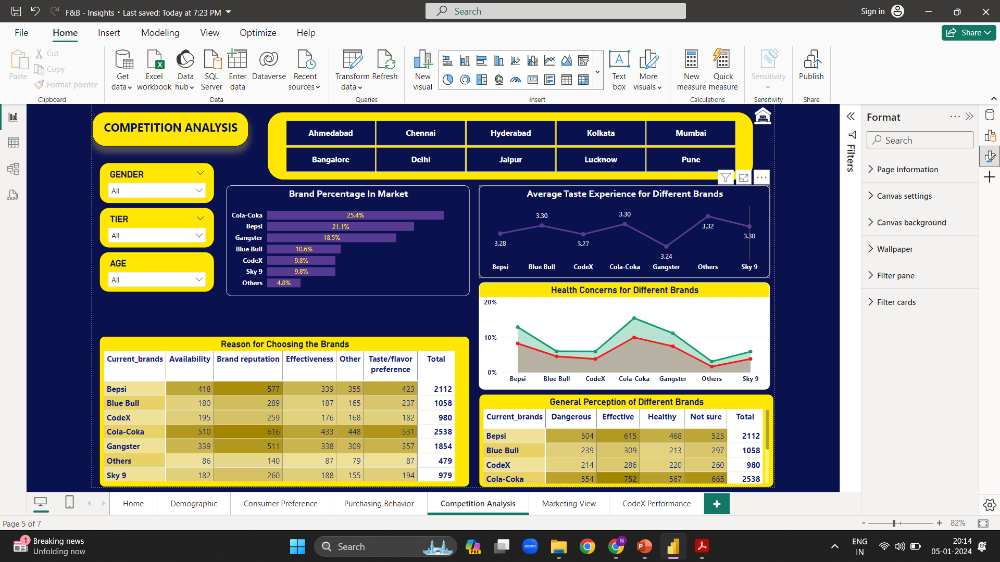 F&B - Insights • Last saved: Today at 7:23 PM
Search
Sign in
File Home Insert Modeling View Optimize Help
Share
Paste
Cut
Copy
Format painter
Clipboard
Get data
Excel workbook
Data hub
SQL Server
Enter data
Dataverse
Recent sources
Data
Transform data
Refresh
Queries
New visual
123
Insert
A
Text box
More visuals
New measure
Quick measure
Calculations
Sensitivity
Sensitivity
Publish
Share
DAX
COMPETITION ANALYSIS
Ahmedabad Chennai Hyderabad Kolkata Mumbai
Bangalore Delhi Jaipur Lucknow Pune
GENDER
All
TIER
All
AGE
All
Brand Percentage In Market
Cola-Coka 25.4%
Bepsi 21.1%
Gangster 18.5%
Blue Bull 10.6%
CodeX 9.8%
Sky 9 9.8%
Others 4.8%
Average Taste Experience for Different Brands
3.28 3.30 3.27 3.30 3.24 3.32 3.30
Bepsi Blue Bull CodeX Cola-Coka Gangster Others Sky 9
Health Concerns for Different Brands
20%
10%
0%
Bepsi Blue Bull CodeX Cola-Coka Gangster Others Sky 9
Reason for Choosing the Brands
Current_brands Availability Brand reputation Effectiveness Other Taste/flavor preference Total
Bepsi 418 577 339 355 423 2112
Blue Bull 180 289 187 165 237 1058
CodeX 195 259 176 168 182 980
Cola-Coka 510 616 433 448 531 2538
Gangster 339 511 338 309 357 1854
Others 86 140 87 79 87 479
Sky 9 182 260 188 155 194 979
General Perception of Different Brands
Current_brands Dangerous Effective Healthy Not sure Total
Bepsi 504 615 468 525 2112
Blue Bull 239 309 213 297 1058
CodeX 214 286 220 260 980
Cola-Coka 554 752 567 665 2538
Filters
Format
Search
Page information
Canvas settings
Canvas background
Wallpaper
Filter pane
Filter cards
Home Demographic Consumer Preference Purchasing Behavior Competition Analysis Marketing View CodeX Performance
Page 5 of 7
82%
1
Breaking news
Unfolding now
Search
PRE
zoom
N
P
ENG
IN
20:14
05-01-2024